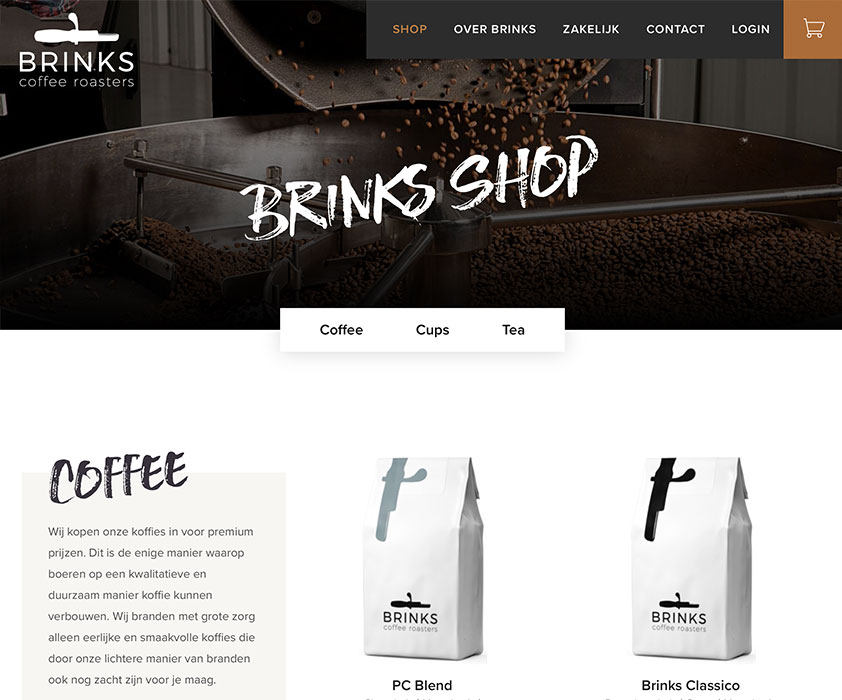 BRINKS
coffee roasters
SHOP OVER BRINKS ZAKELIJK CONTACT LOGIN
BRINKS SHOP
Coffee Cups Tea
COFFEE
Wij kopen onze koffies in voor premium
prijzen. Dit is de enige manier waarop
boeren op een kwalitatieve en
duurzaam manier koffie kunnen
verbouwen. Wij branden met grote zorg
alleen eerlijke en smaakvolle koffies die
door onze lichtere manier van branden
ook nog zacht zijn voor je maag.
BRINKS
coffee roasters
PC Blend
BRINKS
coffee roasters
Brinks Classico